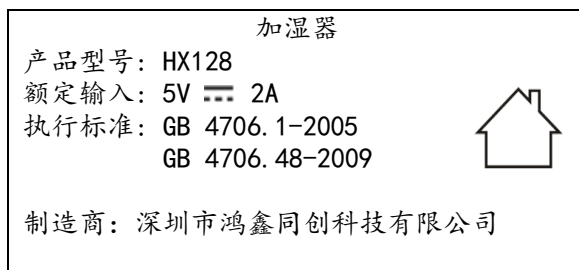 加湿器
产品型号: HX128
额定输入: 5V ⎓ 2A
执行标准: GB 4706.1-2005
GB 4706.48-2009
制造商: 深圳市鸿鑫同创科技有限公司